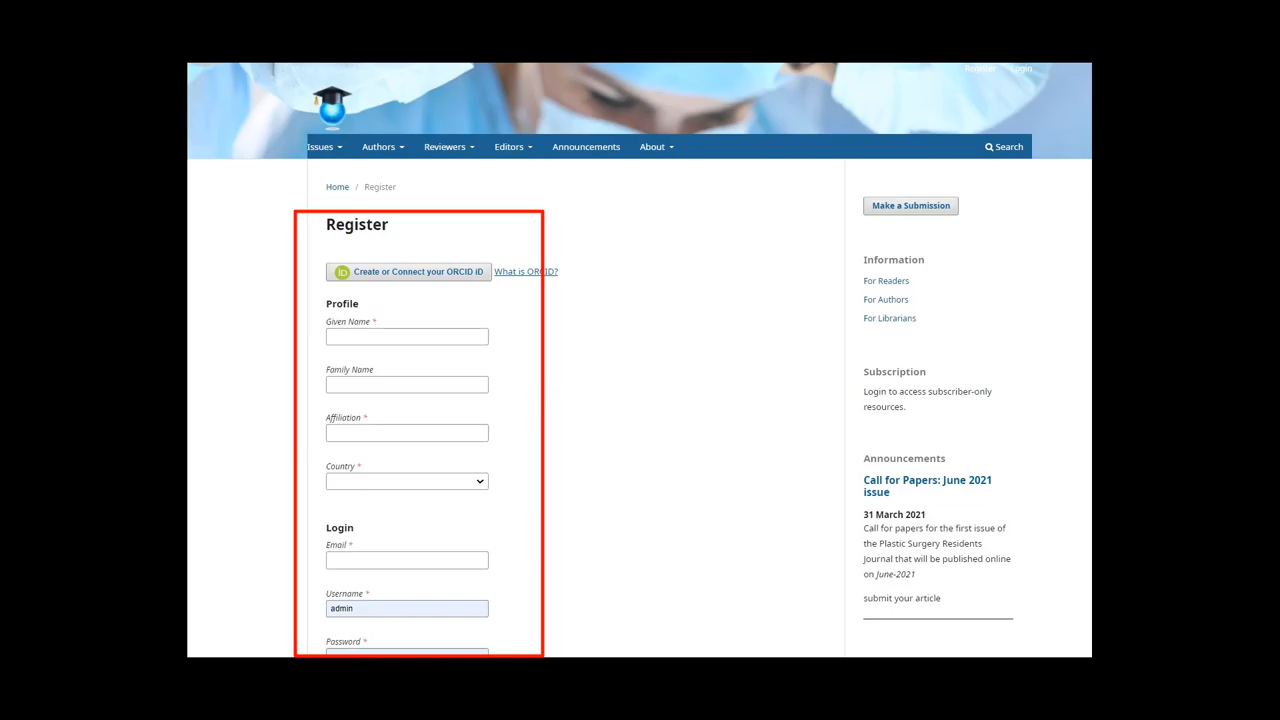 Register Login
Issues Authors Reviewers Editors Announcements About Search
Home / Register
Register
Create or Connect your ORCID iD What is ORCID?
Profile
Given Name *
Family Name
Affiliation *
Country *
Login
Email *
Username *
admin
Password *
Make a Submission
Information
For Readers
For Authors
For Librarians
Subscription
Login to access subscriber-only
resources.
Announcements
Call for Papers: June 2021
issue
31 March 2021
Call for papers for the first issue of
the Plastic Surgery Residents
Journal that will be published online
on June-2021
submit your article